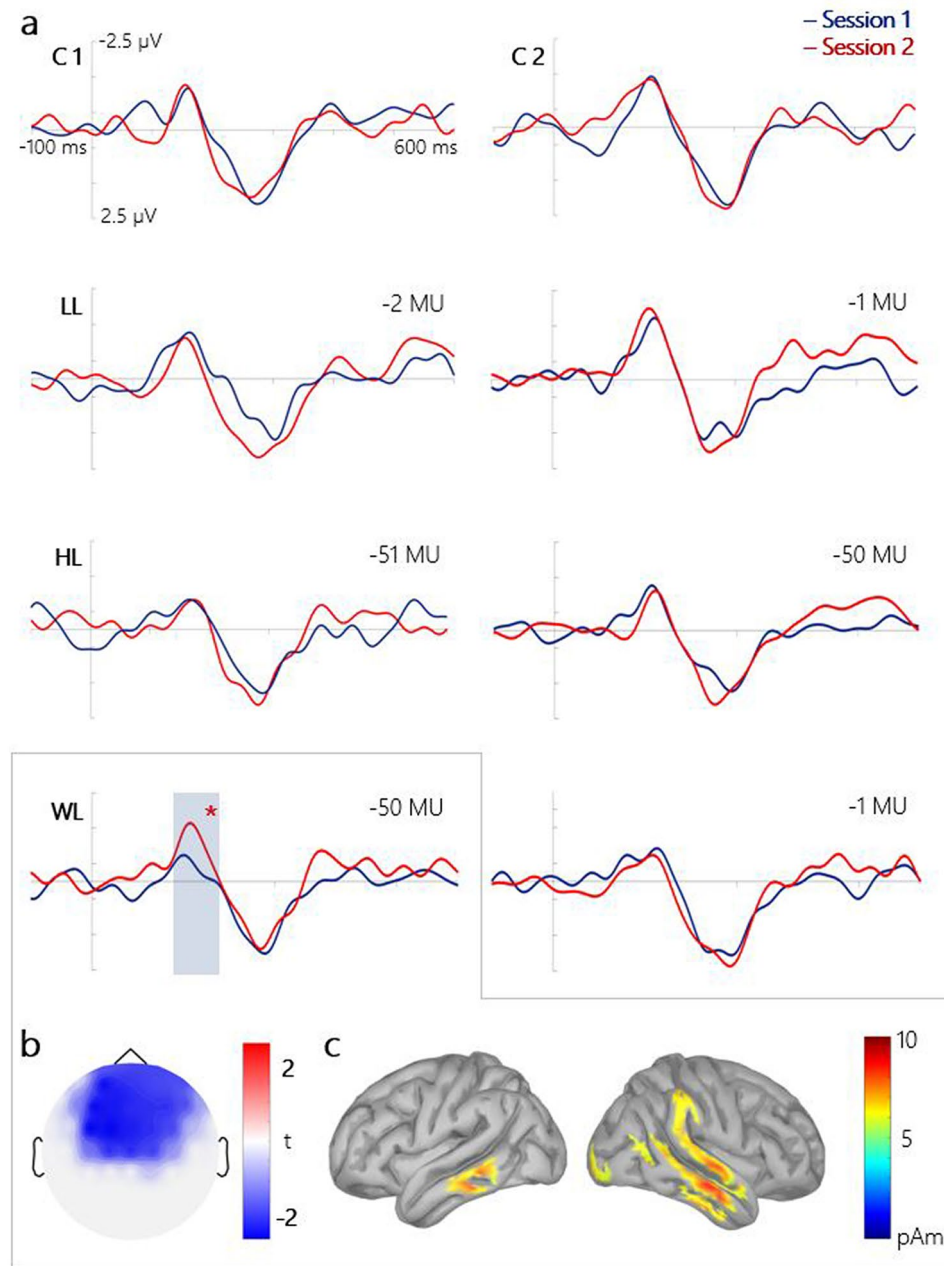 a
-2.5 µV
C 1
C 2
– Session 1
– Session 2
-100 ms
600 ms
2.5 µV
LL
-2 MU
-1 MU
HL
-51 MU
-50 MU
WL
*
-50 MU
-1 MU
b
2
t
-2
c
10
5
pAm